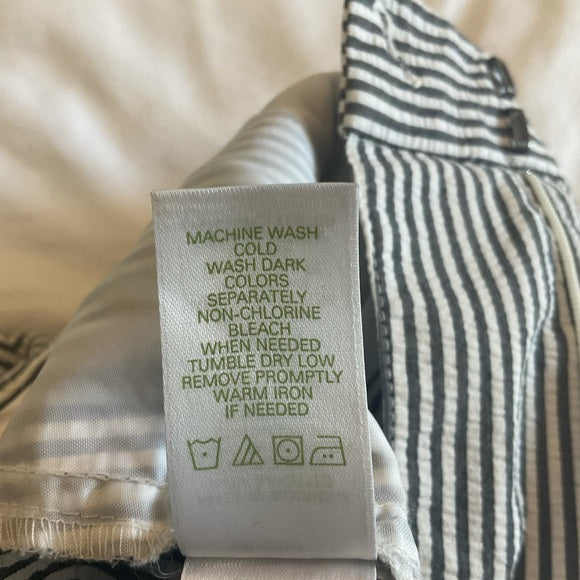 MACHINE WASH
COLD
WASH DARK
COLORS
SEPARATELY
NON-CHLORINE
BLEACH
WHEN NEEDED
TUMBLE DRY LOW
REMOVE PROMPTLY
WARM IRON
IF NEEDED